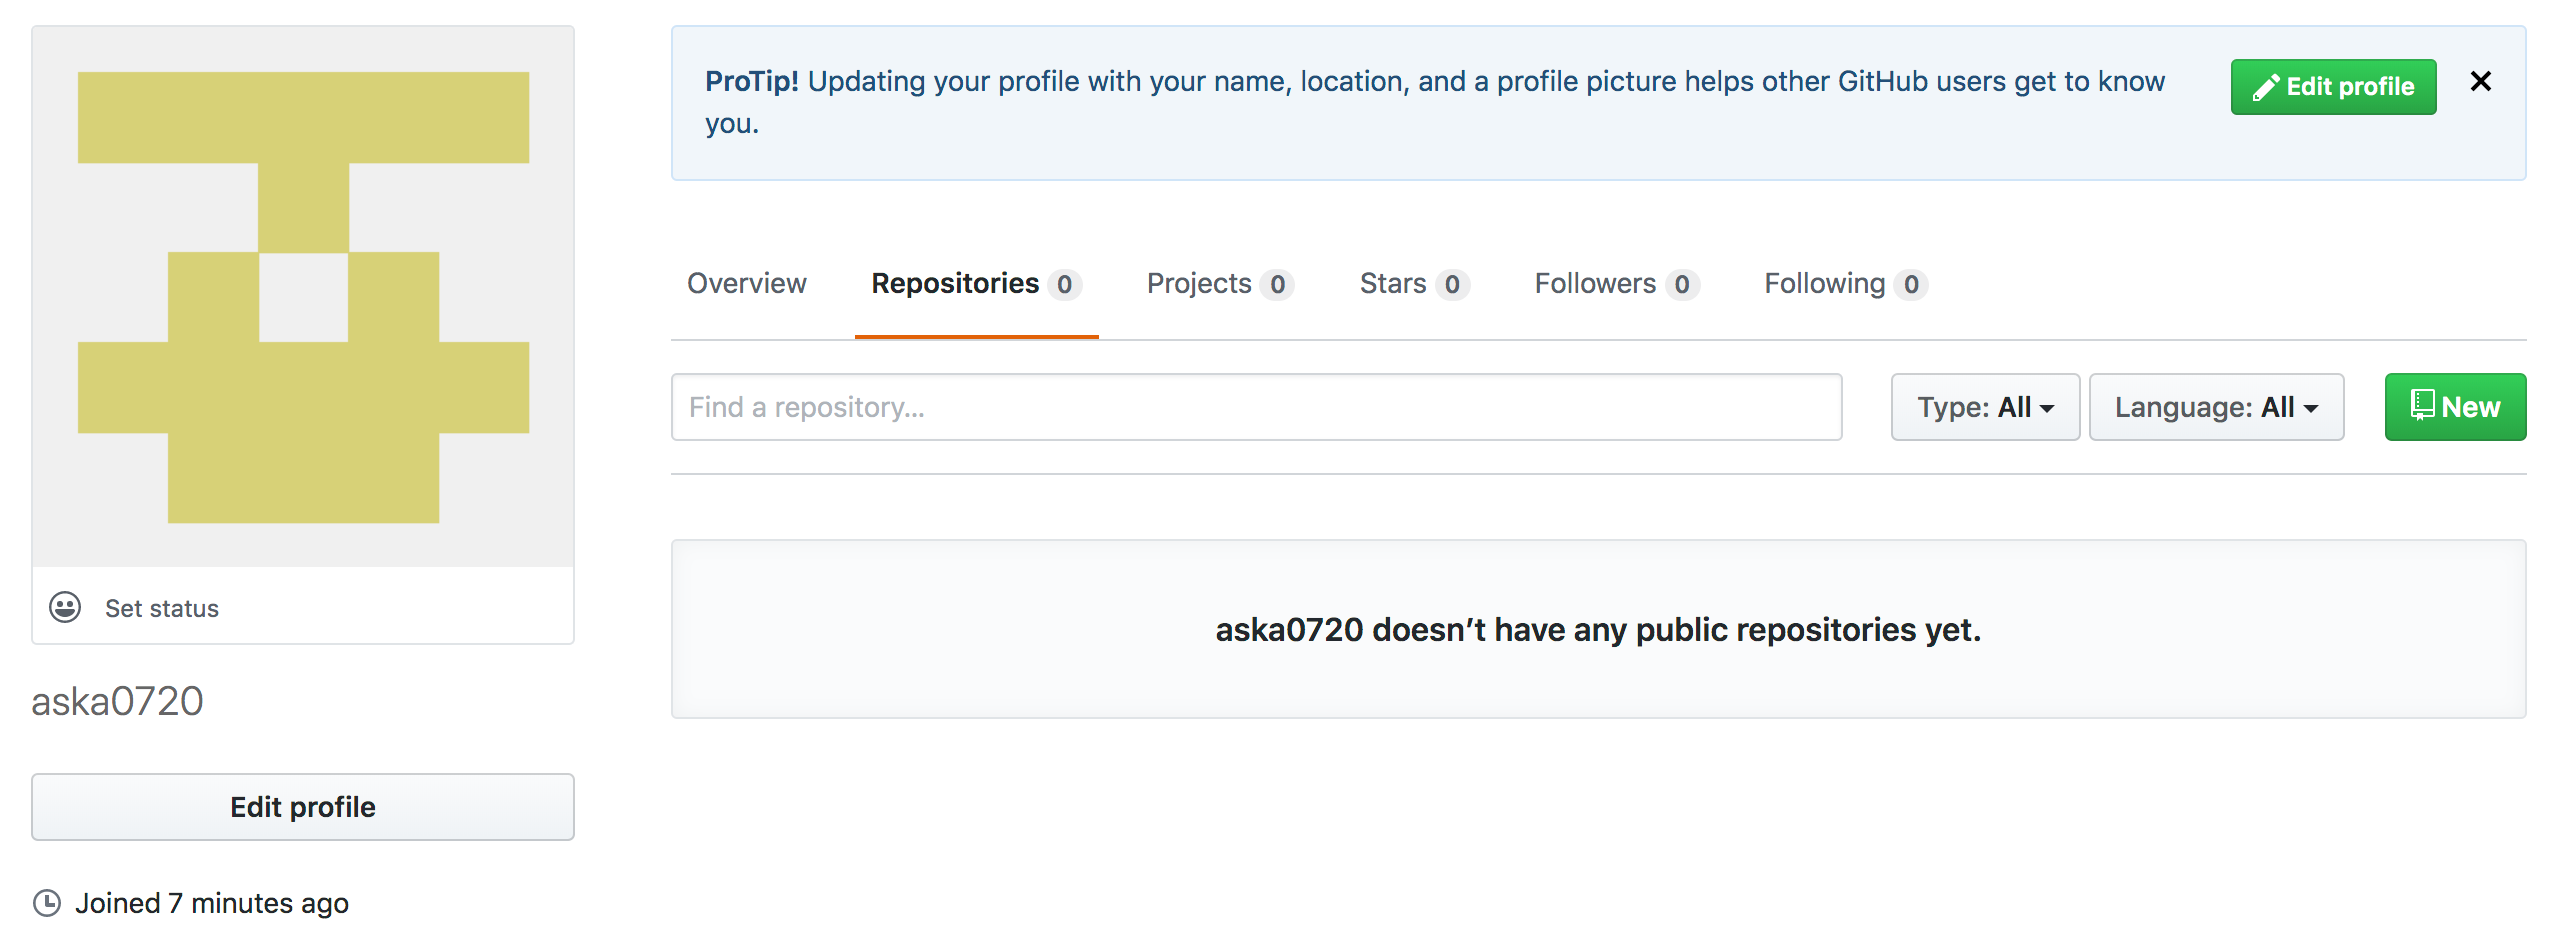 ProTip! Updating your profile with your name, location, and a profile picture helps other GitHub users get to know
you.
Edit profile
Overview Repositories 0 Projects 0 Stars 0 Followers 0 Following 0
Find a repository...
Type: All
Language: All
New
aska0720 doesn’t have any public repositories yet.
Set status
aska0720
Edit profile
Joined 7 minutes ago